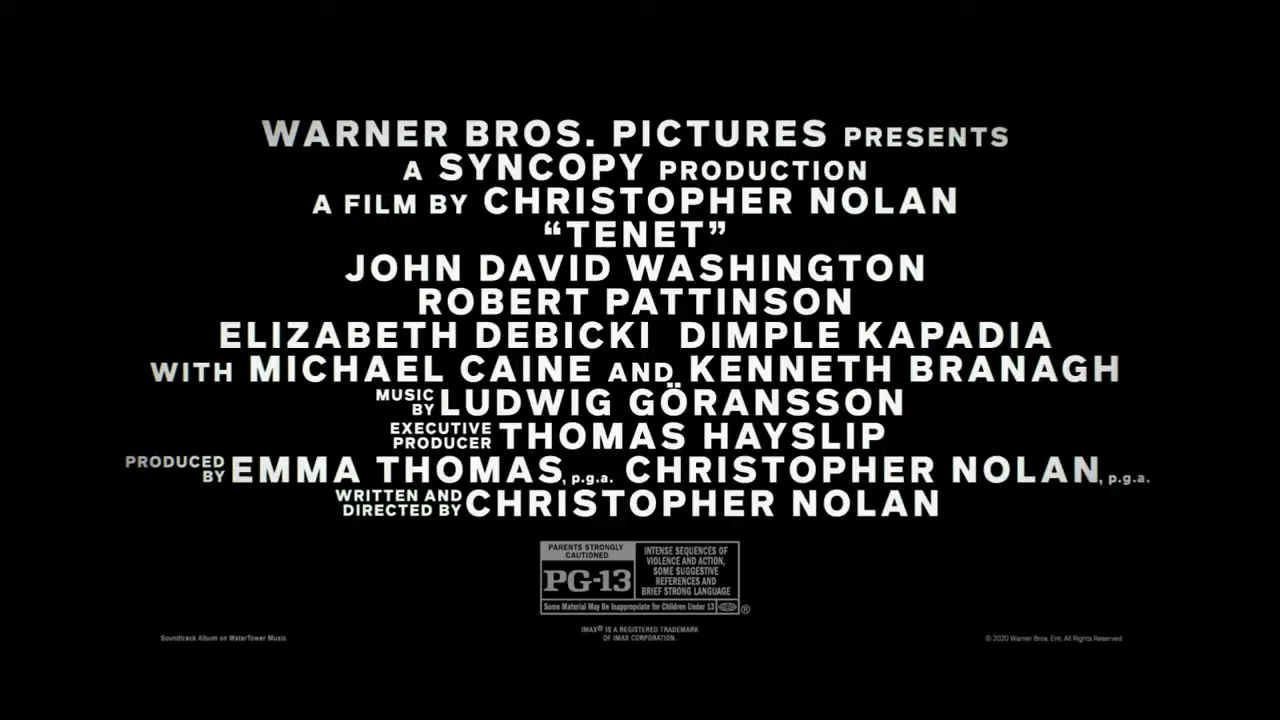 WARNER BROS. PICTURES PRESENTS
A SYNCOPY PRODUCTION
A FILM BY CHRISTOPHER NOLAN
“TENET”
JOHN DAVID WASHINGTON
ROBERT PATTINSON
ELIZABETH DEBICKI DIMPLE KAPADIA
WITH MICHAEL CAINE AND KENNETH BRANAGH
MUSIC BY LUDWIG GÖRANSSON
EXECUTIVE PRODUCER THOMAS HAYSLIP
PRODUCED BY EMMA THOMAS, p.g.a. CHRISTOPHER NOLAN, p.g.a.
WRITTEN AND DIRECTED BY CHRISTOPHER NOLAN
PARENTS STRONGLY
CAUTIONED
PG-13
INTENSE SEQUENCES OF
VIOLENCE AND ACTION,
SOME SUGGESTIVE
REFERENCES AND
BRIEF STRONG LANGUAGE
Some Material May Be Inappropriate for Children Under 13
®
IMAX® IS A REGISTERED TRADEMARK
OF IMAX CORPORATION.
Soundtrack Album on WaterTower Music
© 2020 Warner Bros. Ent. All Rights Reserved